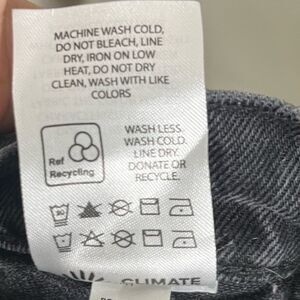 MACHINE WASH COLD,
DO NOT BLEACH, LINE
DRY, IRON ON LOW
HEAT, DO NOT DRY
CLEAN, WASH WITH LIKE
COLORS
Ref
Recycling
WASH LESS.
WASH COLD.
LINE DRY.
DONATE OR
RECYCLE.
CLIMATE